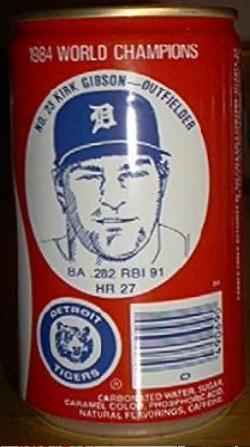 1984 WORLD CHAMPIONS
NO. 23 KIRK GIBSON—OUTFIELDER
D
BA .282 RBI 91
HR 27
DETROIT
TIGERS
®
CARBONATED WATER, SUGAR,
CARAMEL COLOR, PHOSPHORIC ACID,
NATURAL FLAVORINGS, CAFFEINE